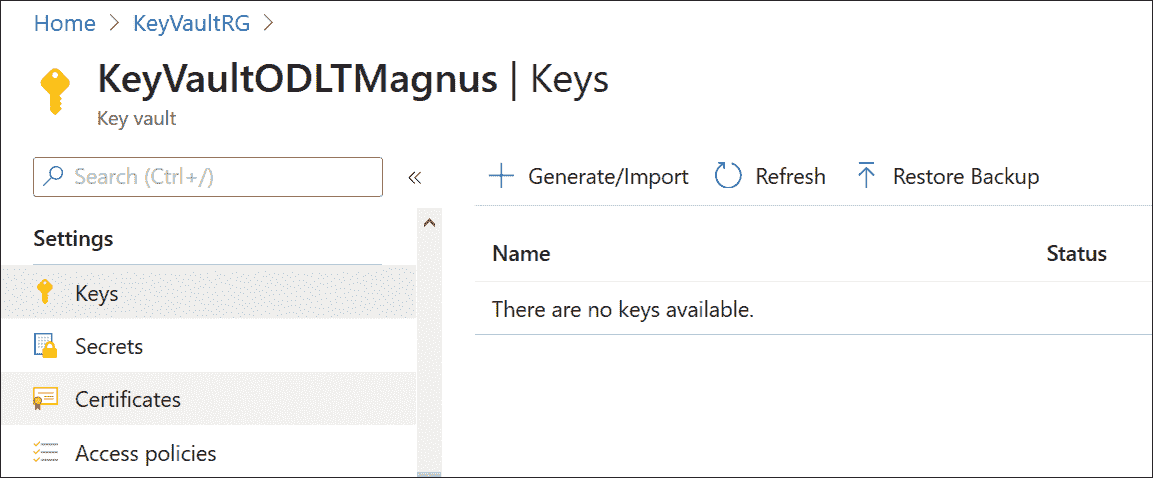 Home > KeyVaultRG >
KeyVaultODLTMagnus | Keys
Key vault
Search (Ctrl+/)
«
Generate/Import
Refresh
Restore Backup
Settings
Keys
Secrets
Certificates
Access policies
Name
Status
There are no keys available.